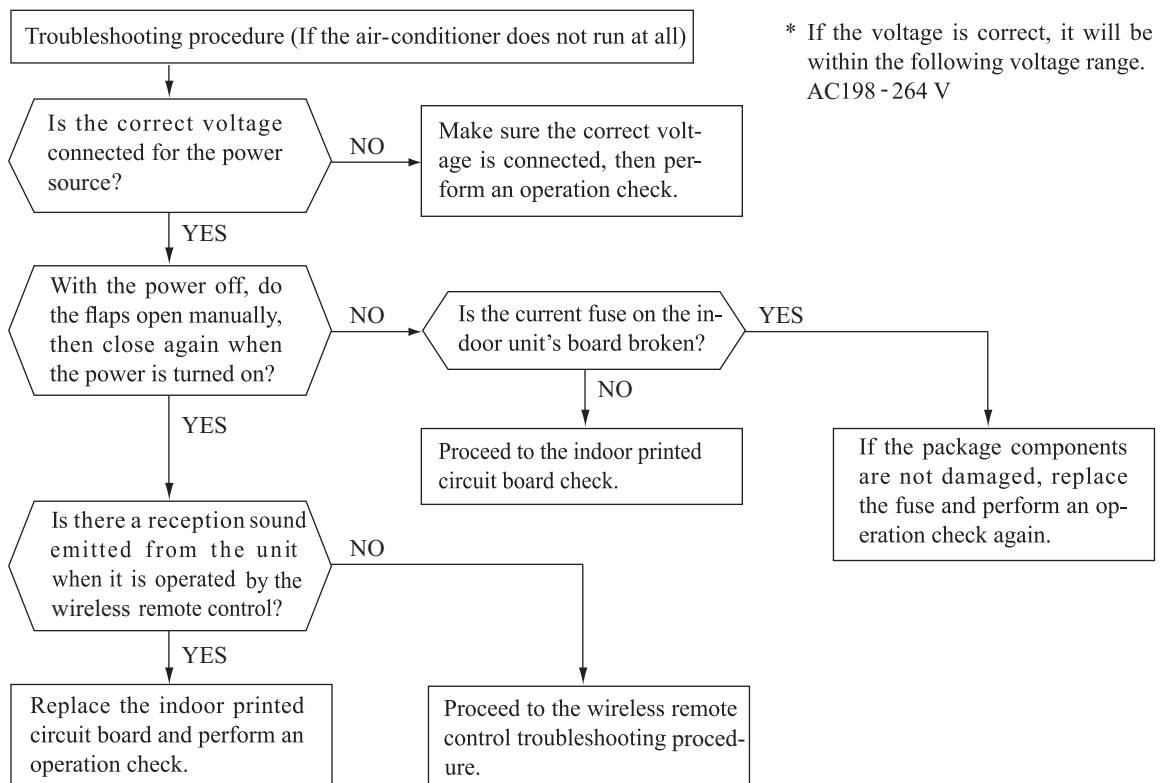 Troubleshooting procedure (If the air-conditioner does not run at all)
* If the voltage is correct, it will be
within the following voltage range.
AC198 - 264 V
Is the correct voltage
connected for the power
source?
NO
Make sure the correct volt-
age is connected, then per-
form an operation check.
YES
With the power off, do
the flaps open manually,
then close again when
the power is turned on?
NO
Is the current fuse on the in-
door unit's board broken?
YES
NO
YES
Proceed to the indoor printed
circuit board check.
If the package components
are not damaged, replace
the fuse and perform an op-
eration check again.
Is there a reception sound
emitted from the unit
when it is operated by the
wireless remote control?
NO
YES
Replace the indoor printed
circuit board and perform an
operation check.
Proceed to the wireless remote
control troubleshooting proced-
ure.